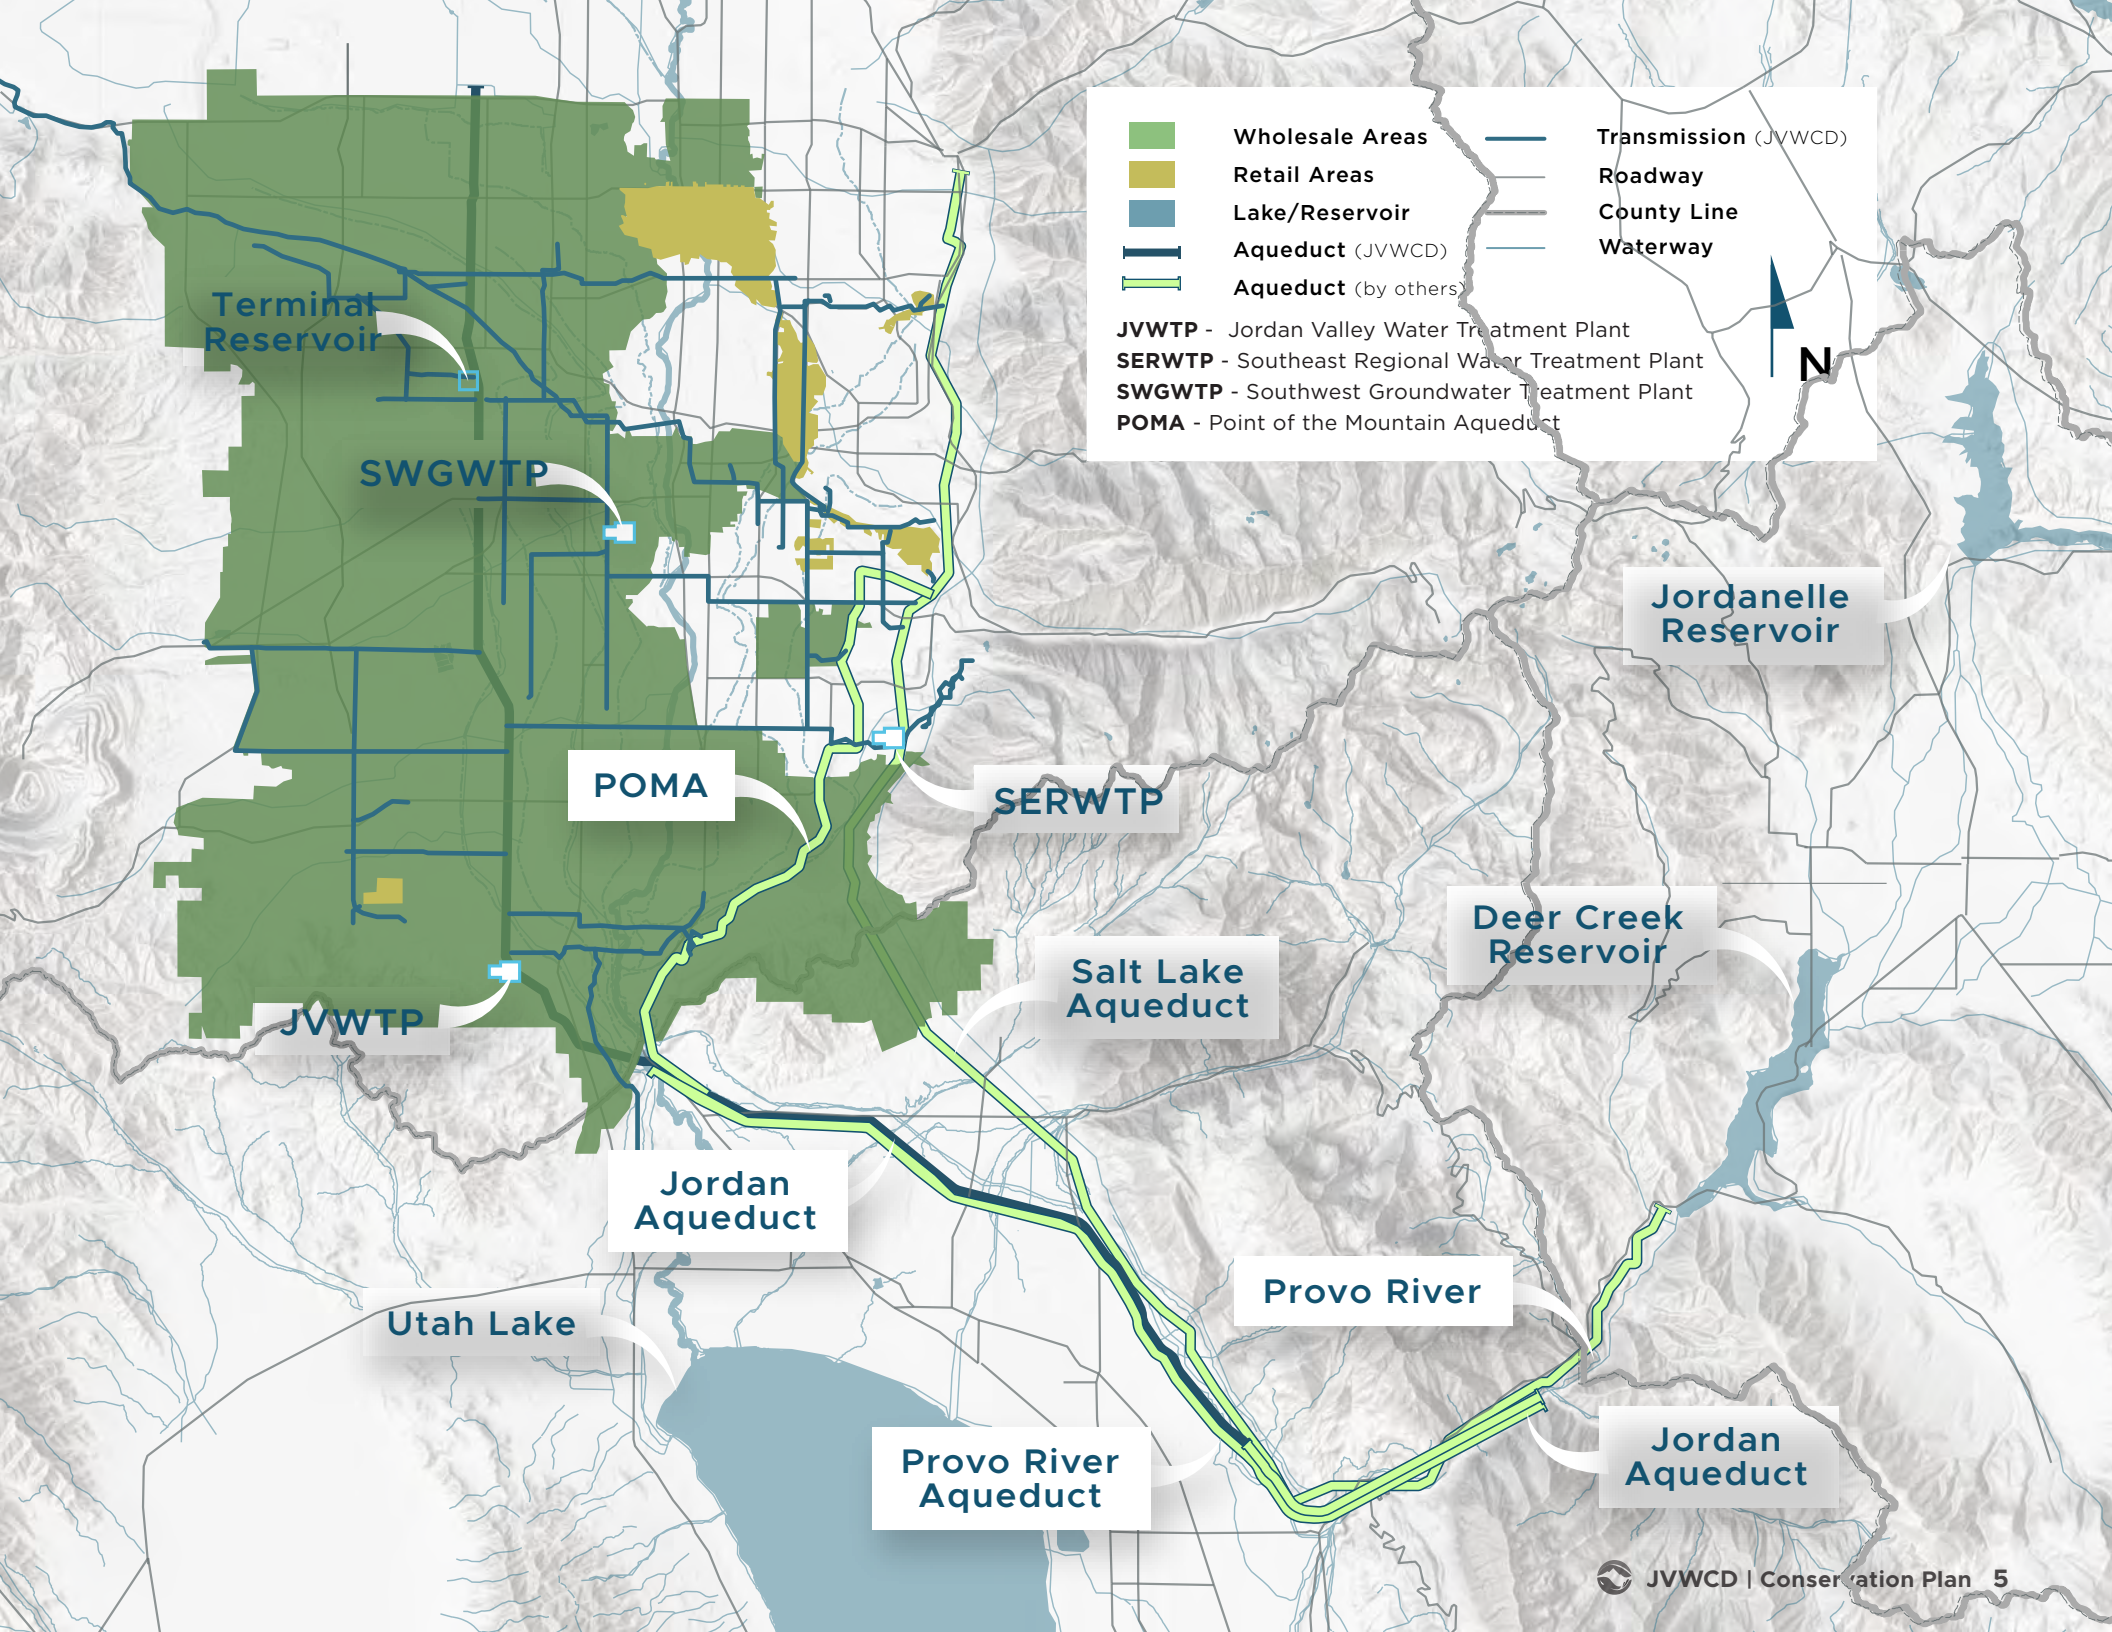 Wholesale Areas
Retail Areas
Lake/Reservoir
Aqueduct (JVWCD)
Aqueduct (by others)
Transmission (JVWCD)
Roadway
County Line
Waterway
JVWTP - Jordan Valley Water Treatment Plant
SERWTP - Southeast Regional Water Treatment Plant
SWGWTP - Southwest Groundwater Treatment Plant
POMA - Point of the Mountain Aqueduct
N
Terminal
Reservoir
SWGWTP
Jordanelle
Reservoir
POMA
SERWTP
Deer Creek
Reservoir
Salt Lake
Aqueduct
JVWTP
Jordan
Aqueduct
Provo River
Utah Lake
Provo River
Aqueduct
Jordan
Aqueduct
JVWCD | Conservation Plan 5